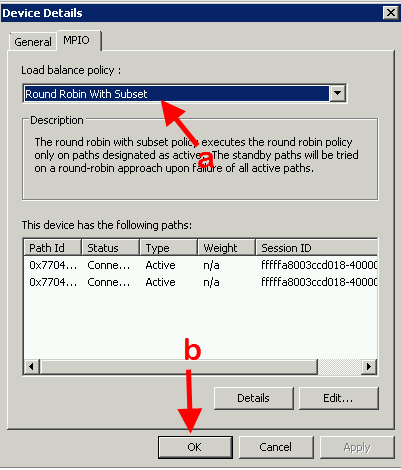 Device Details
General MPIO
Load balance policy :
Round Robin With Subset
a
Description
The round robin with subset policy executes the round robin policy
only on paths designated as active. The standby paths will be tried
on a round-robin approach upon failure of all active paths.
This device has the following paths:
Path Id Status Type Weight Session ID
0x7704... Conne... Active n/a fffffa8003ccd018-40000
0x7704... Conne... Active n/a fffffa8003ccd018-40000
b
Details Edit...
OK Cancel Apply